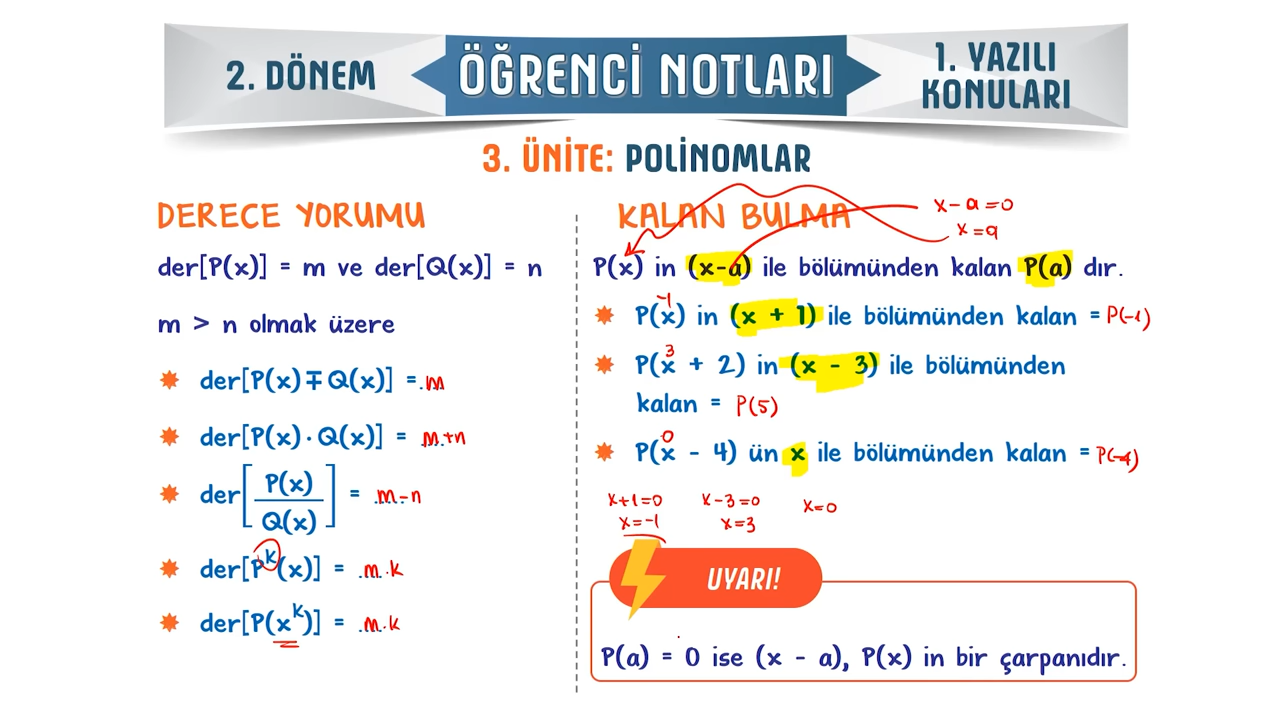 2. DÖNEM
ÖĞRENCİ NOTLARI
1. YAZILI
KONULARI
3. ÜNİTE: POLİNOMLAR
DERECE YORUMU
der[P(x)] = m ve der[Q(x)] = n
m > n olmak üzere
der[P(x)∓Q(x)] = m
der[P(x)·Q(x)] = m+n
der[P(x)/Q(x)] = m-n
der[P^k(x)] = m.k
der[P(x^k)] = m.k
KALAN BULMA
x-a=0
x=a
P(x) in (x-a) ile bölümünden kalan P(a) dır.
-1
P(x) in (x + 1) ile bölümünden kalan = P(-1)
3
P(x + 2) in (x - 3) ile bölümünden
kalan = P(5)
0
P(x - 4) ün x ile bölümünden kalan = P(-4)
x+1=0 x-3=0 x=0
x=-1 x=3
UYARI!
P(a) = 0 ise (x - a), P(x) in bir çarpanıdır.